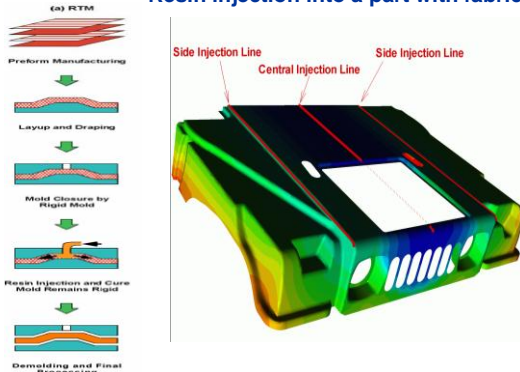 Resin injection into a part with fabric
(a) RTM
Preform Manufacturing
Layup and Draping
Mold Closure by
Rigid Mold
Resin Injection and Cure
Mold Remains Rigid
Demolding and Final
Processing
Side Injection Line
Central Injection Line
Side Injection Line